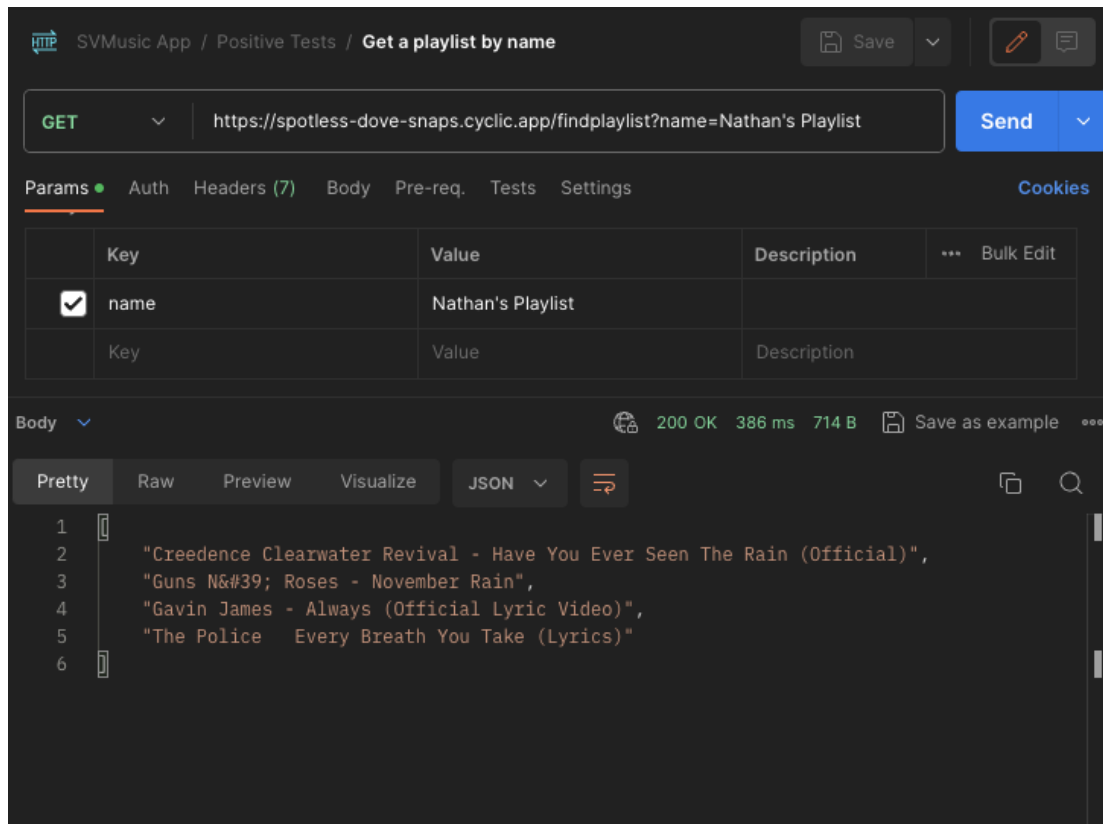 HTTP SVMusic App / Positive Tests / Get a playlist by name Save
GET https://spotless-dove-snaps.cyclic.app/findplaylist?name=Nathan's Playlist Send
Params Auth Headers (7) Body Pre-req. Tests Settings Cookies
Key Value Description Bulk Edit
name Nathan's Playlist
Key Value Description
Body 200 OK 386 ms 714 B Save as example
Pretty Raw Preview Visualize JSON
1 [
2 "Creedence Clearwater Revival - Have You Ever Seen The Rain (Official)",
3 "Guns N&#39; Roses - November Rain",
4 "Gavin James - Always (Official Lyric Video)",
5 "The Police   Every Breath You Take (Lyrics)"
6 ]